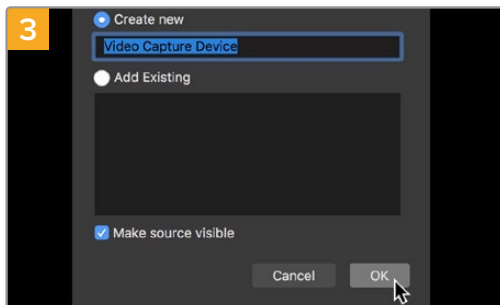 3
Create new
Video Capture Device
Add Existing
Make source visible
Cancel OK